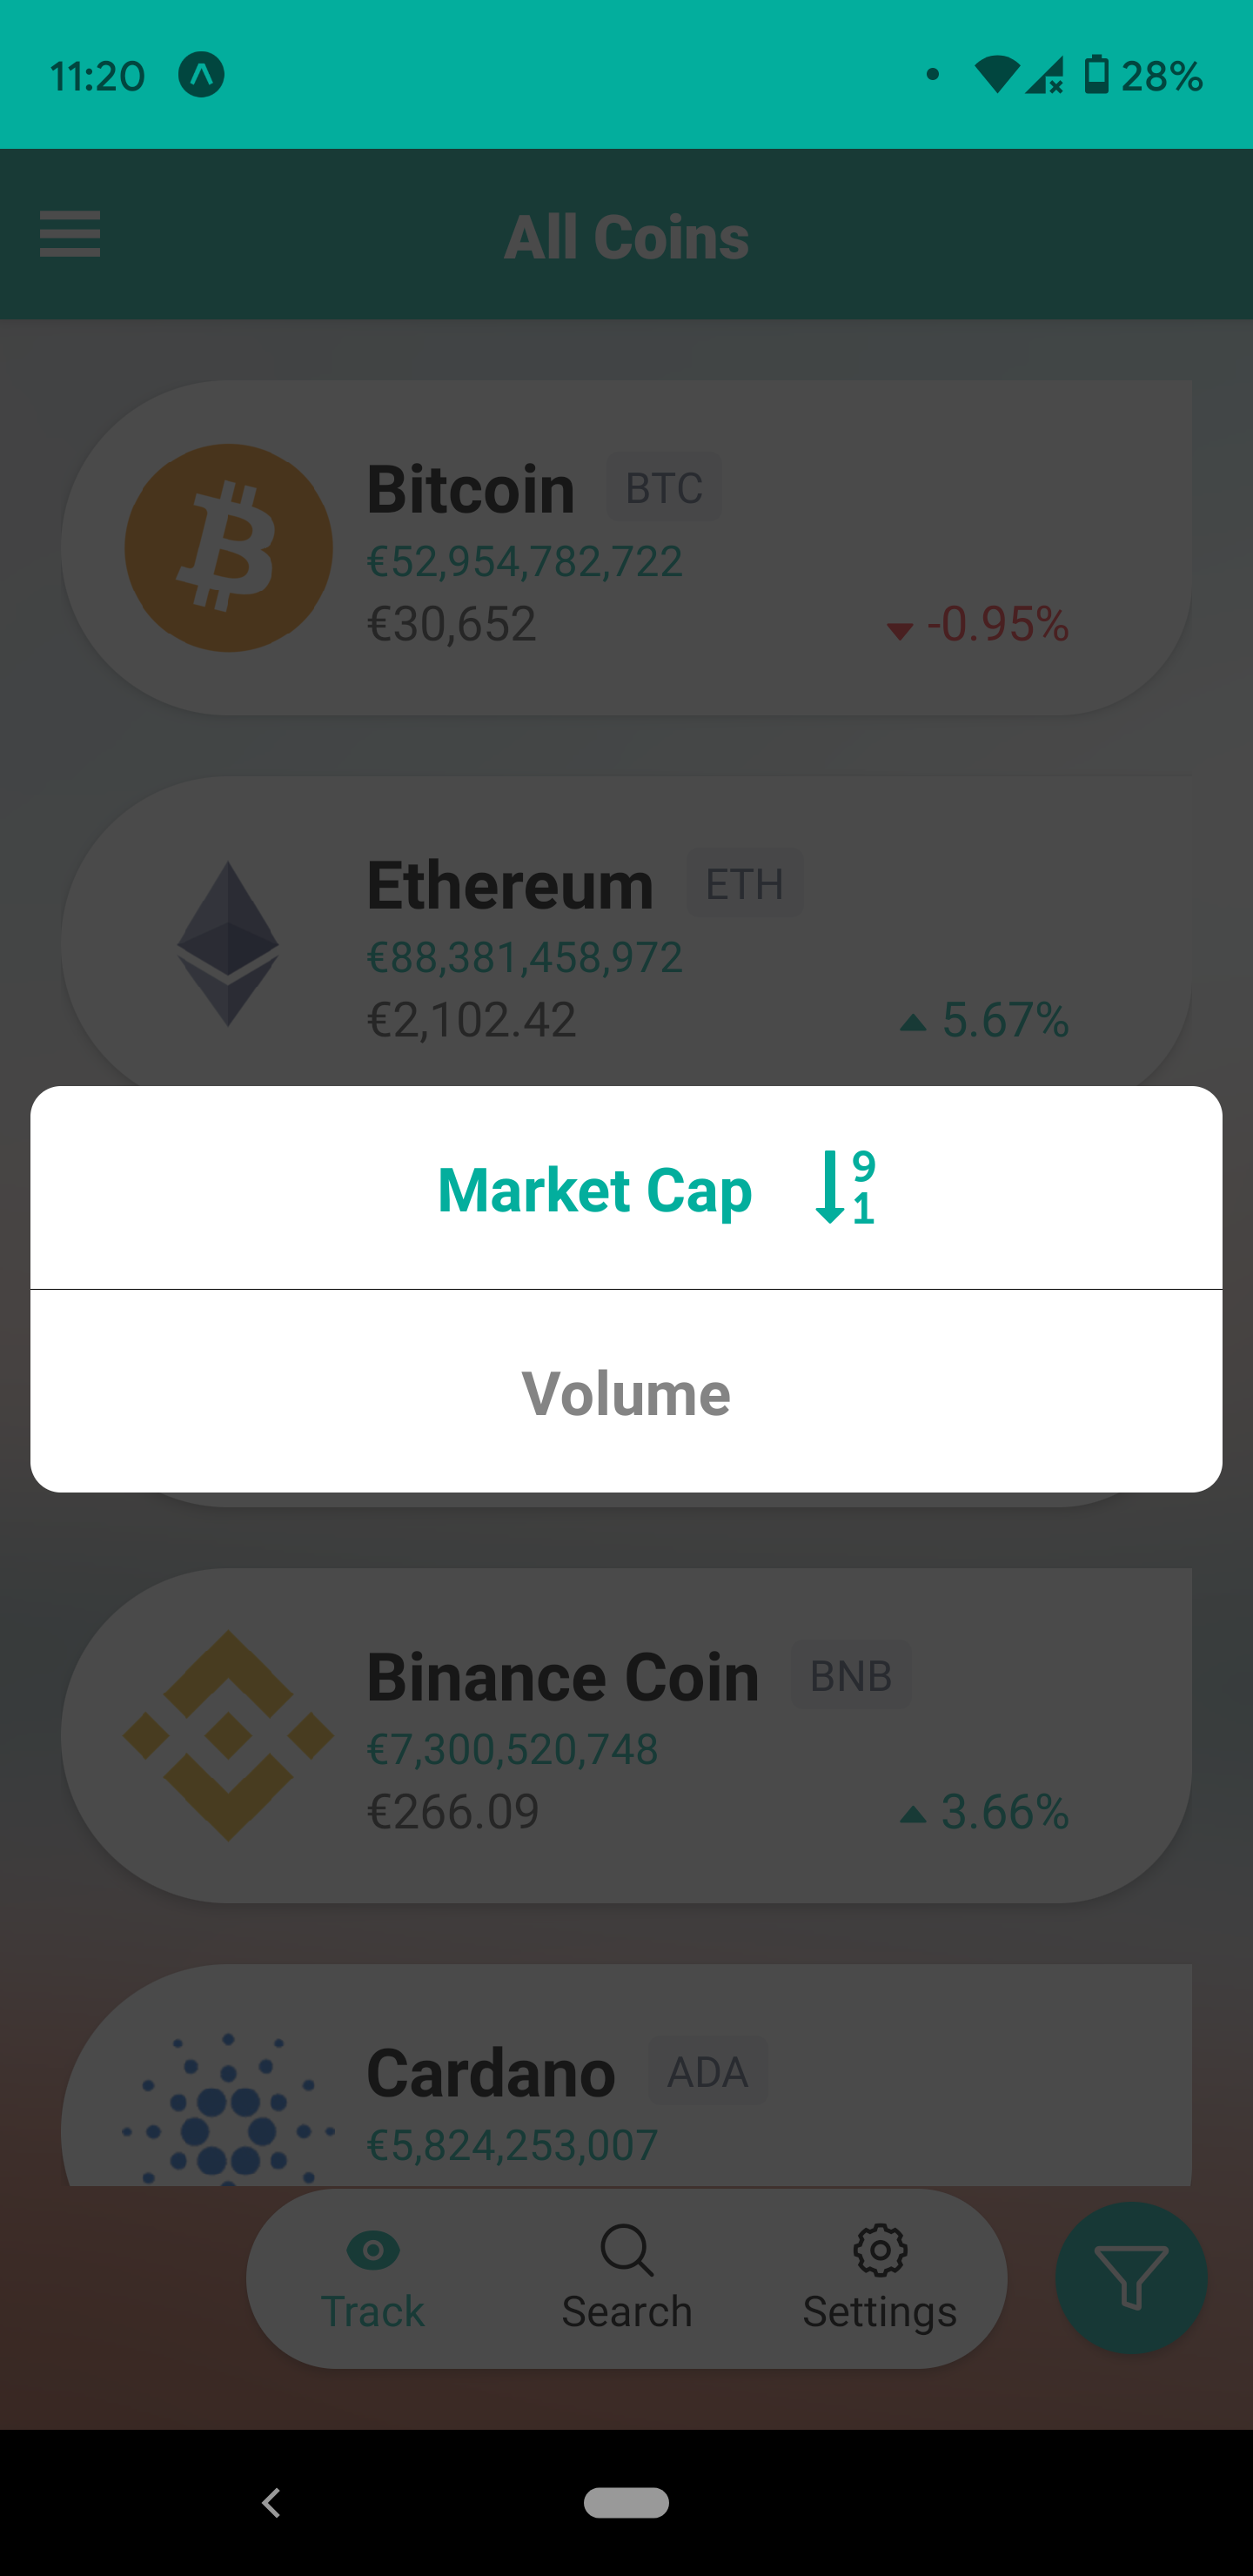 11:20
28%
All Coins
Bitcoin BTC
€52,954,782,722
€30,652 -0.95%
Ethereum ETH
€88,381,458,972
€2,102.42 5.67%
Market Cap 9 1
Volume
Binance Coin BNB
€7,300,520,748
€266.09 3.66%
Cardano ADA
€5,824,253,007
Track Search Settings